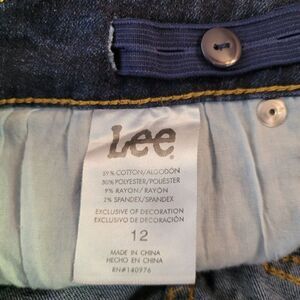 Lee
59% COTTON/ALGODÓN
30% POLYESTER/POLIÉSTER
9% RAYON/RAYON
2% SPANDEX/SPANDEX
EXCLUSIVE OF DECORATION
EXCLUSIVO DE DECORACIÓN
12
MADE IN CHINA
HECHO EN CHINA
RN#140976